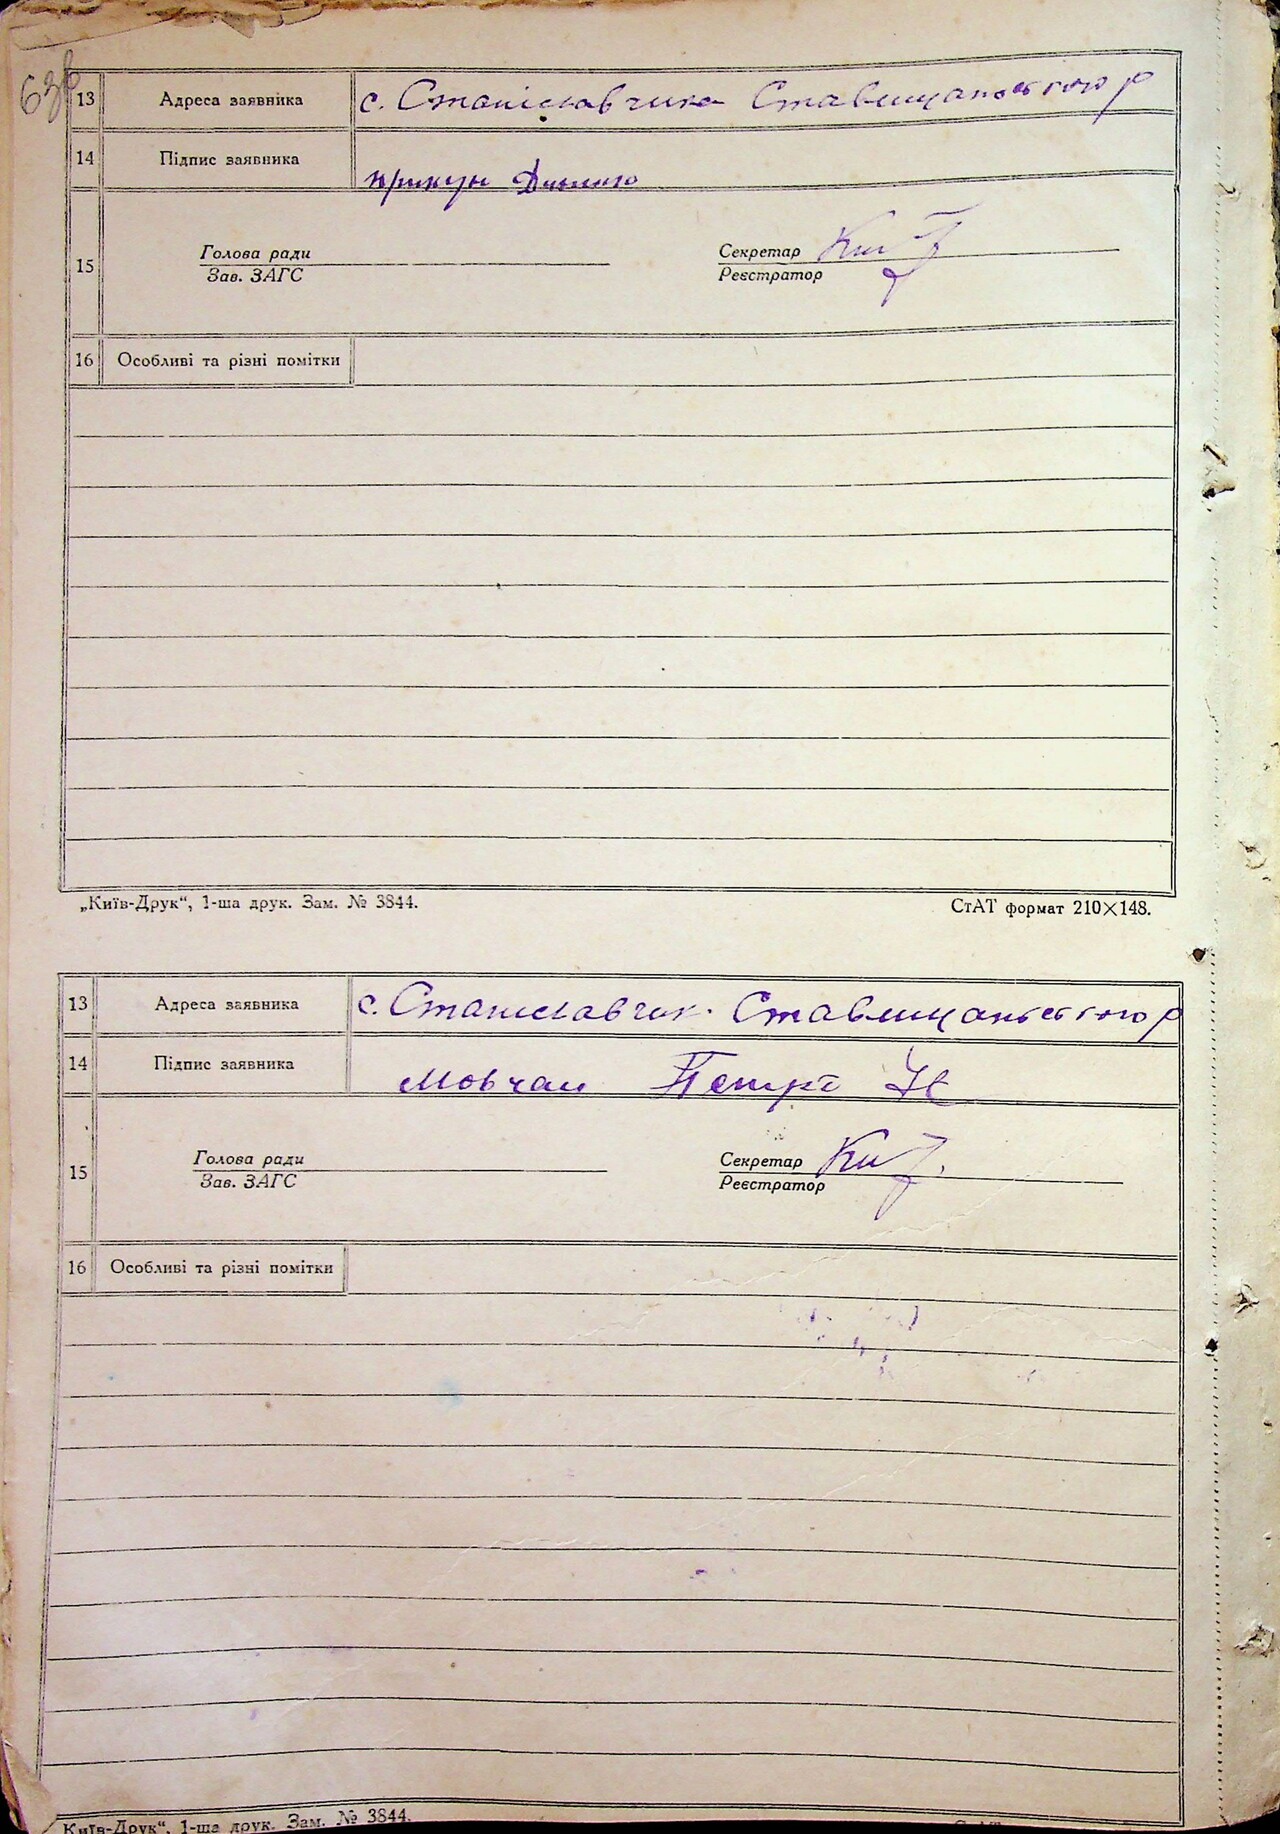 63
13 Адреса заявника с. Станіславчика Ставищанського р
14 Підпис заявника Крикун
Голова ради Секретар
15
Зав. ЗАГС Реєстратор
16 Особливі та різні помітки
„Київ-Друк“, 1-ша друк. Зам. № 3844. СтАТ формат 210×148.
13 Адреса заявника с. Станіславчик Ставищанського р
14 Підпис заявника Мовчан Петро
Голова ради Секретар
15
Зав. ЗАГС Реєстратор
16 Особливі та різні помітки
Київ-Друк“, 1-ша друк. Зам. № 3844.